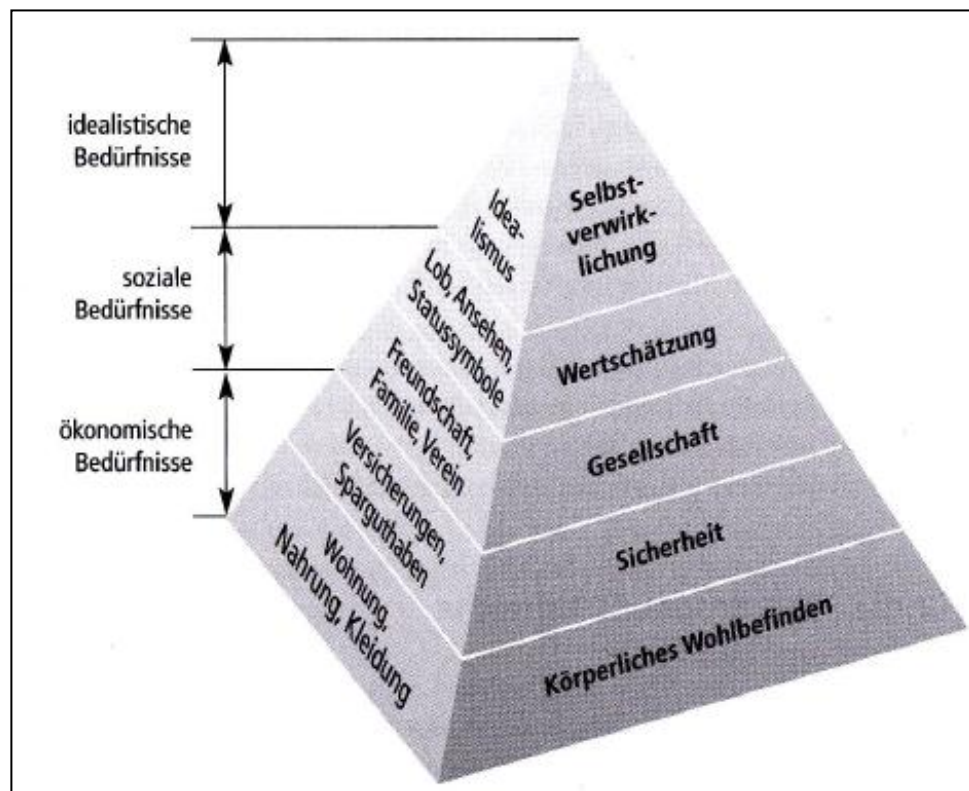 idealistische
Bedürfnisse
soziale
Bedürfnisse
ökonomische
Bedürfnisse
Idea-
lismus
Lob, Ansehen,
Statussymbole
Freundschaft,
Familie, Verein
Versicherungen,
Sparguthaben
Wohnung,
Nahrung, Kleidung
Selbst-
verwirk-
lichung
Wertschätzung
Gesellschaft
Sicherheit
Körperliches Wohlbefinden